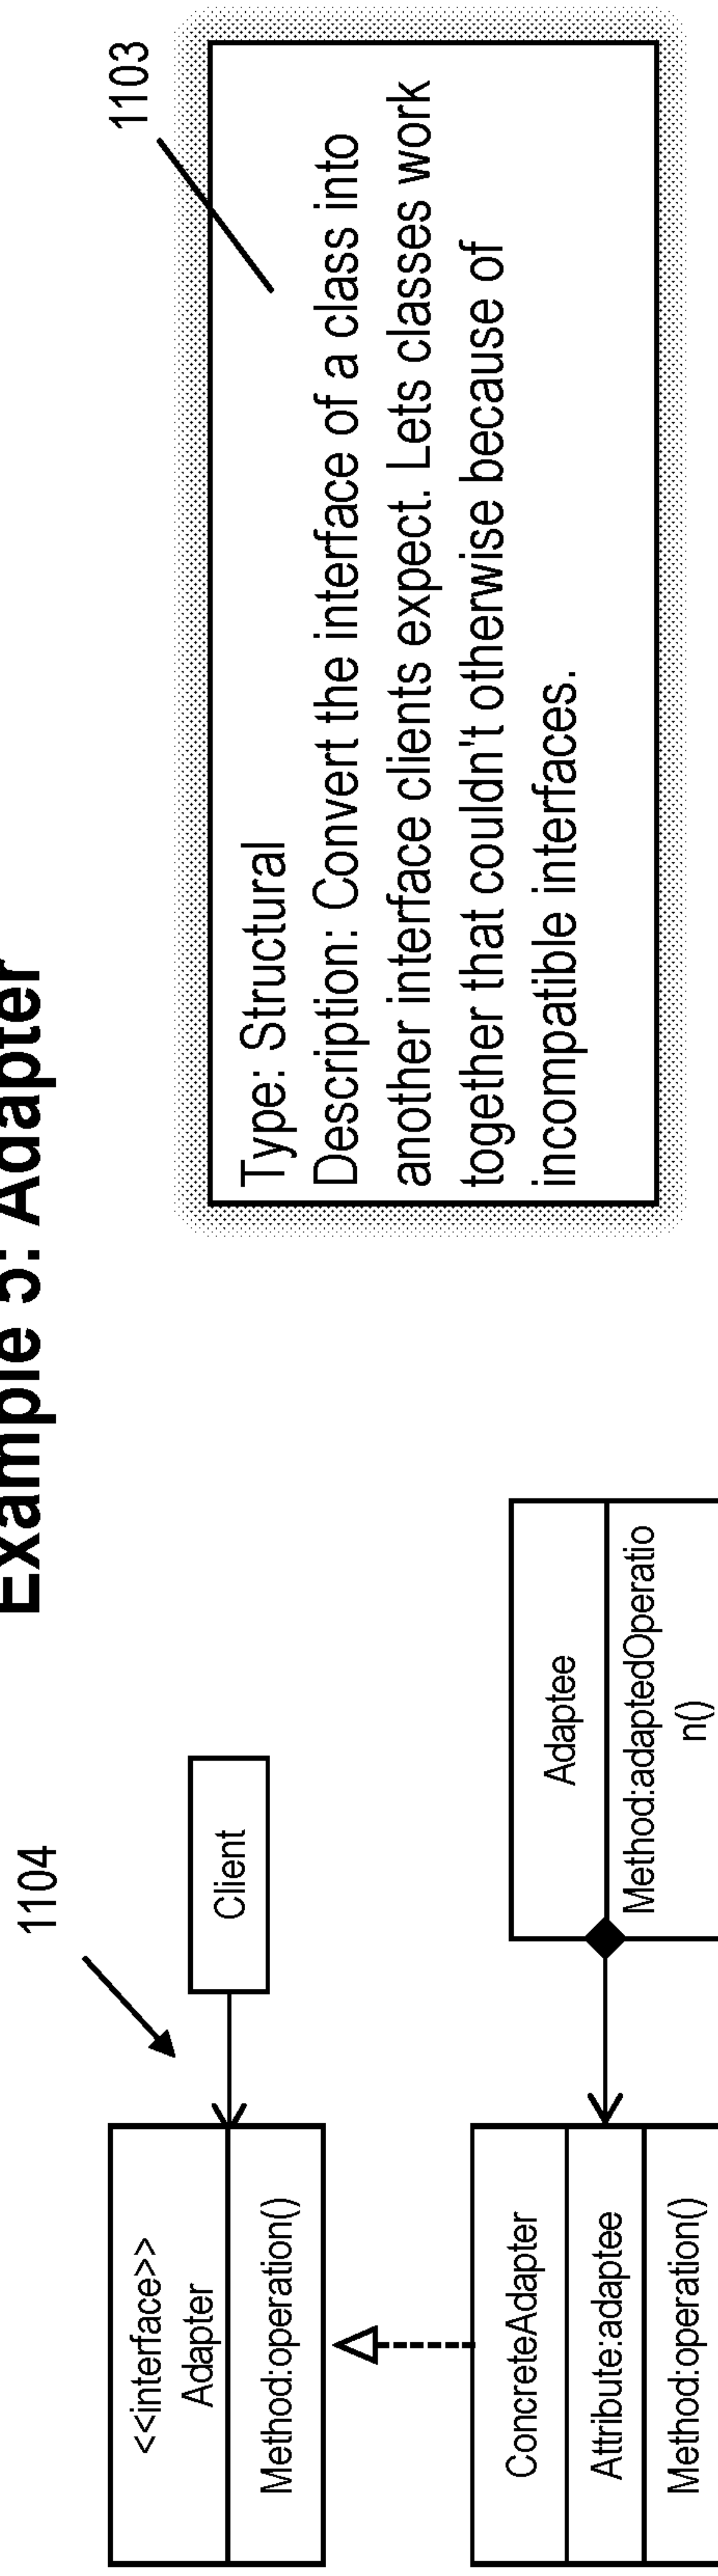 Example 5: Adapter
1104
1103
<<interface>>
Adapter
Method:operation()
Client
Type: Structural
Description: Convert the interface of a class into
another interface clients expect. Lets classes work
together that couldn't otherwise because of
incompatible interfaces.
ConcreteAdapter
Attribute:adaptee
Method:operation()
Adaptee
Method:adaptedOperatio
n()